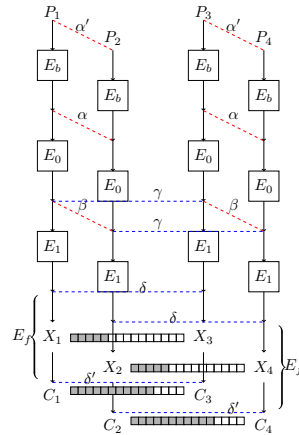 P1 P3
α′ α′
P2 P4
Eb Eb
Eb Eb
α α
E0 E0
E0 E0
γ
β β
γ
E1 E1
E1 E1
δ
δ
Ef X1 X3
X2 X4 Ef
δ′
C1 C3
δ′
C2 C4